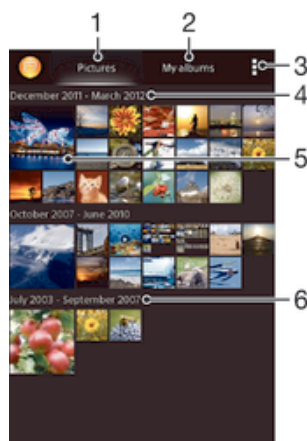 1
2
Pictures
My albums
3
December 2011 - March 2012
4
5
October 2007 - June 2010
July 2003 - September 2007
6